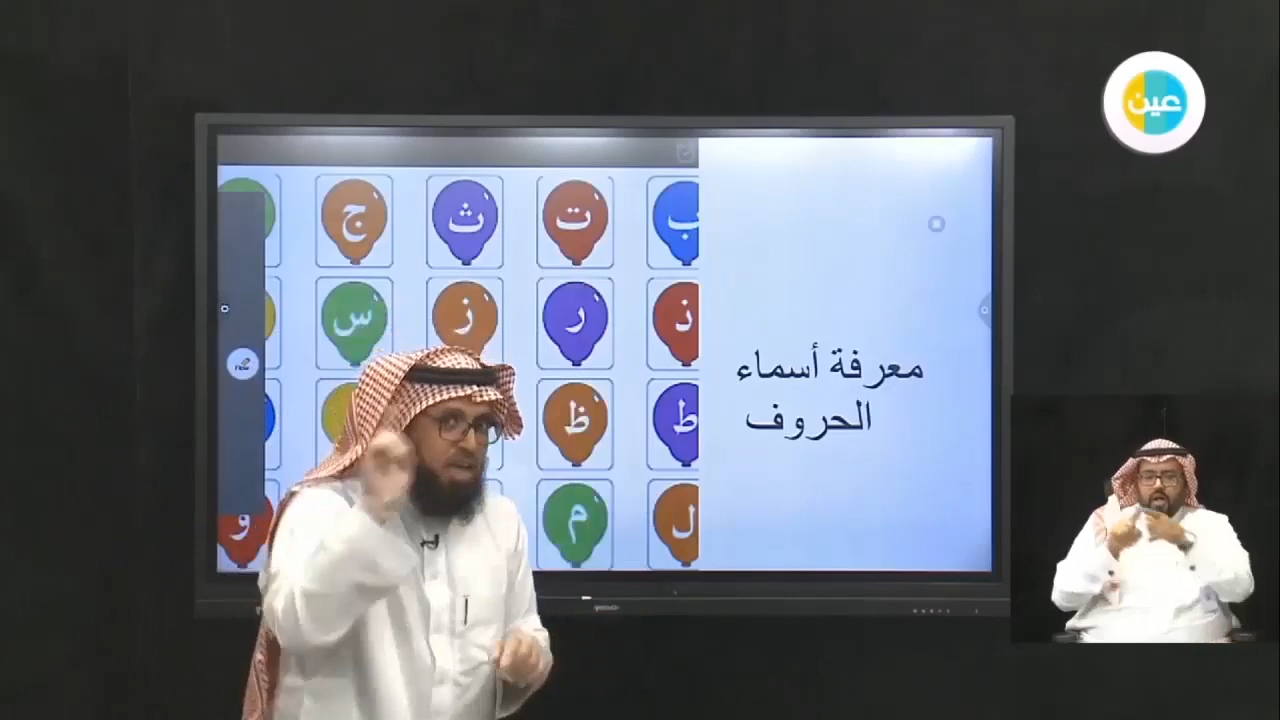 عين
ب ت ث ج
ذ ر ز س
ط ظ
ل م و
معرفة أسماء
الحروف